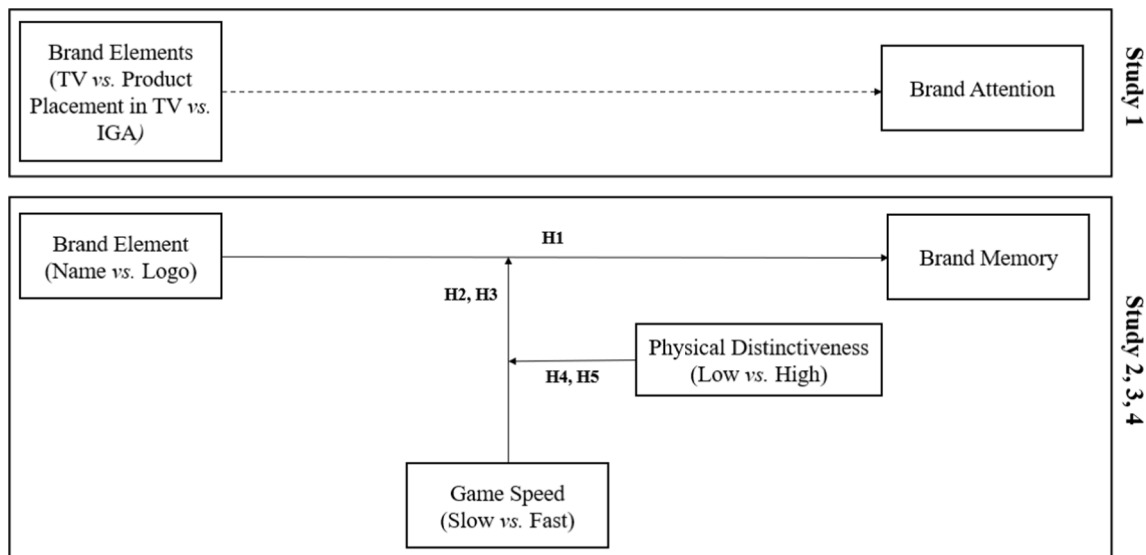 Brand Elements
(TV vs. Product
Placement in TV vs.
IGA)
Brand Attention
Study 1
Brand Element
(Name vs. Logo)
H1
Brand Memory
H2, H3
Physical Distinctiveness
(Low vs. High)
H4, H5
Game Speed
(Slow vs. Fast)
Study 2, 3, 4